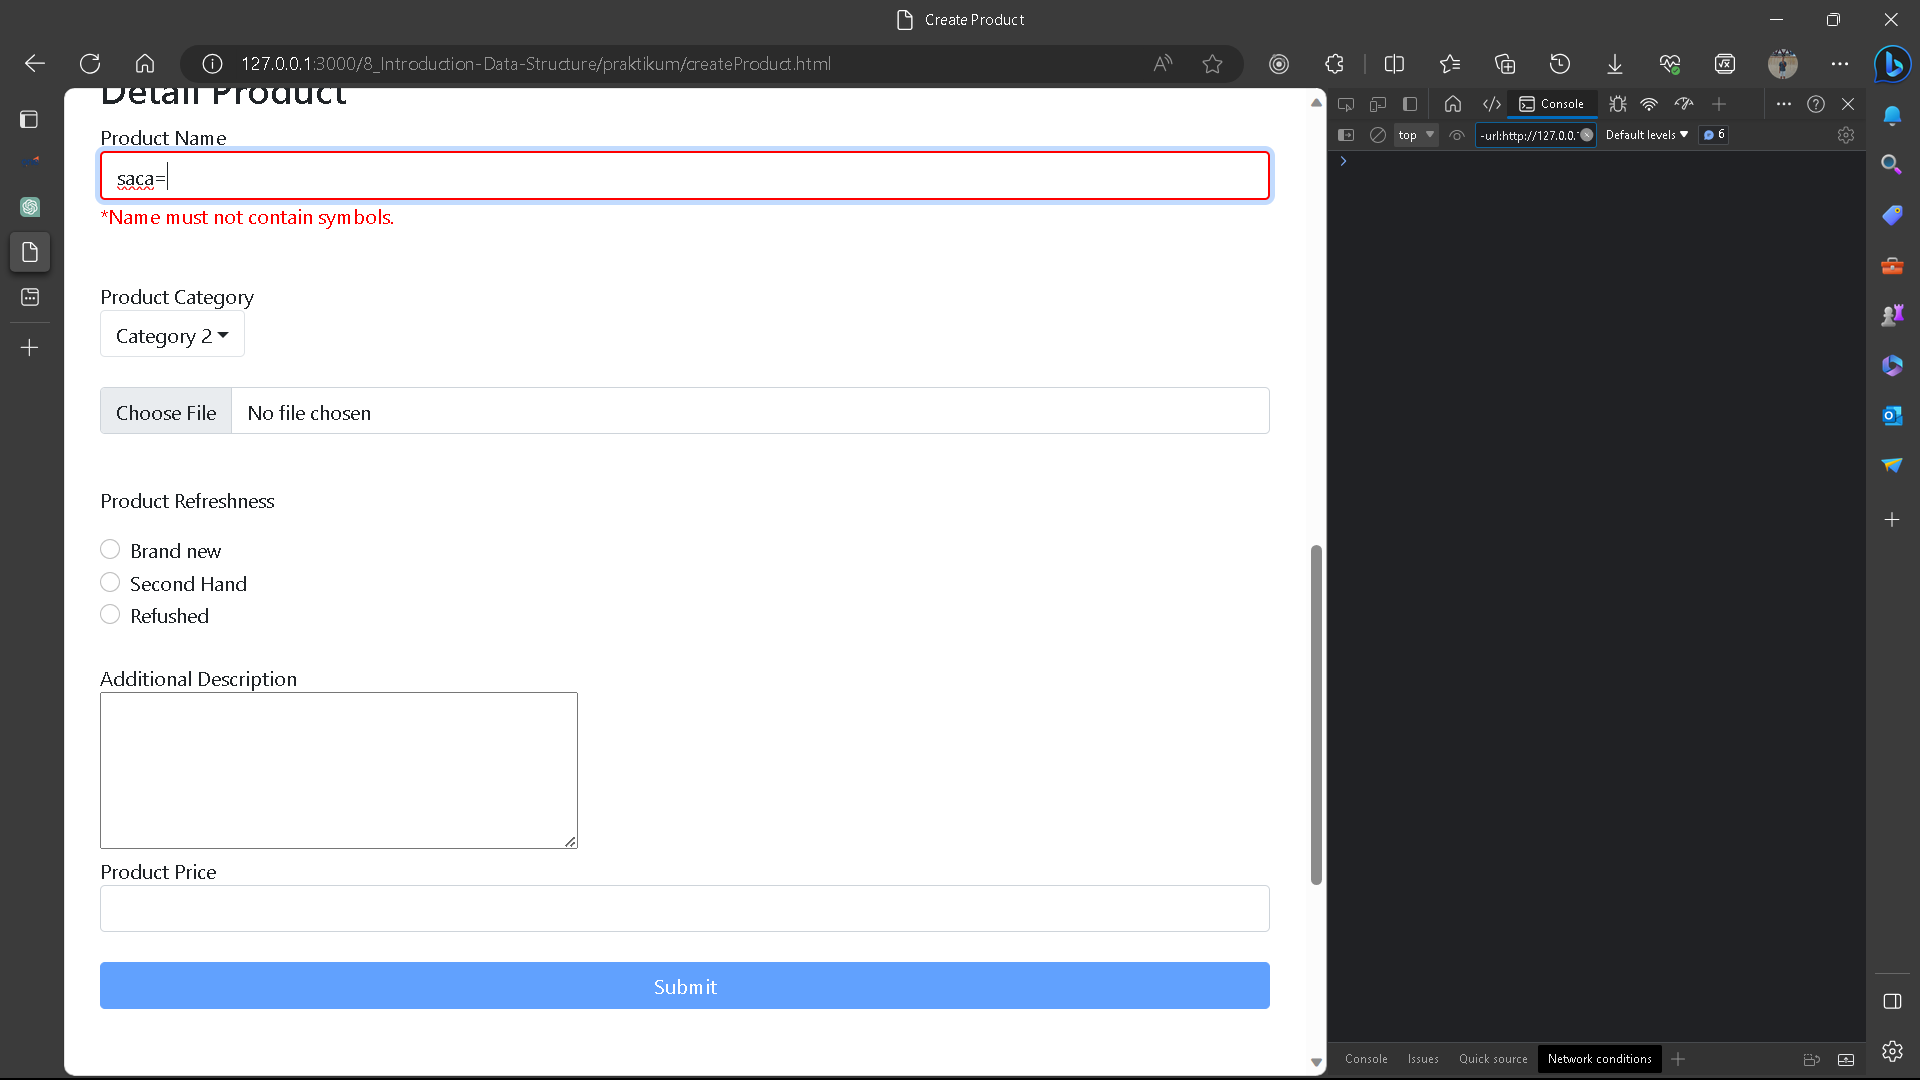 Create Product
127.0.0.1:3000/8_Introduction-Data-Structure/praktikum/createProduct.html
Detail Product
Product Name
saca=
*Name must not contain symbols.
Product Category
Category 2
Choose File
No file chosen
Product Refreshness
Brand new
Second Hand
Refushed
Additional Description
Product Price
Submit
Console
top
-url:http://127.0.0.
Default levels
6
Console
Issues
Quick source
Network conditions